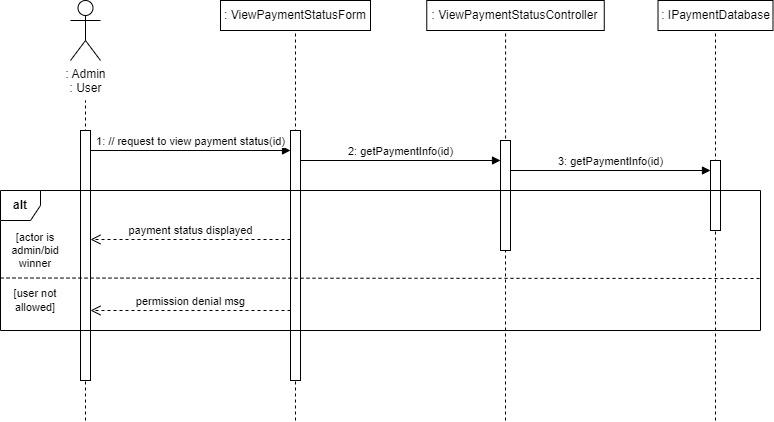 : ViewPaymentStatusForm
: ViewPaymentStatusController
: IPaymentDatabase
: Admin
: User
1: // request to view payment status(id)
2: getPaymentInfo(id)
3: getPaymentInfo(id)
alt
[actor is
admin/bid
winner
payment status displayed
[user not
allowed]
permission denial msg